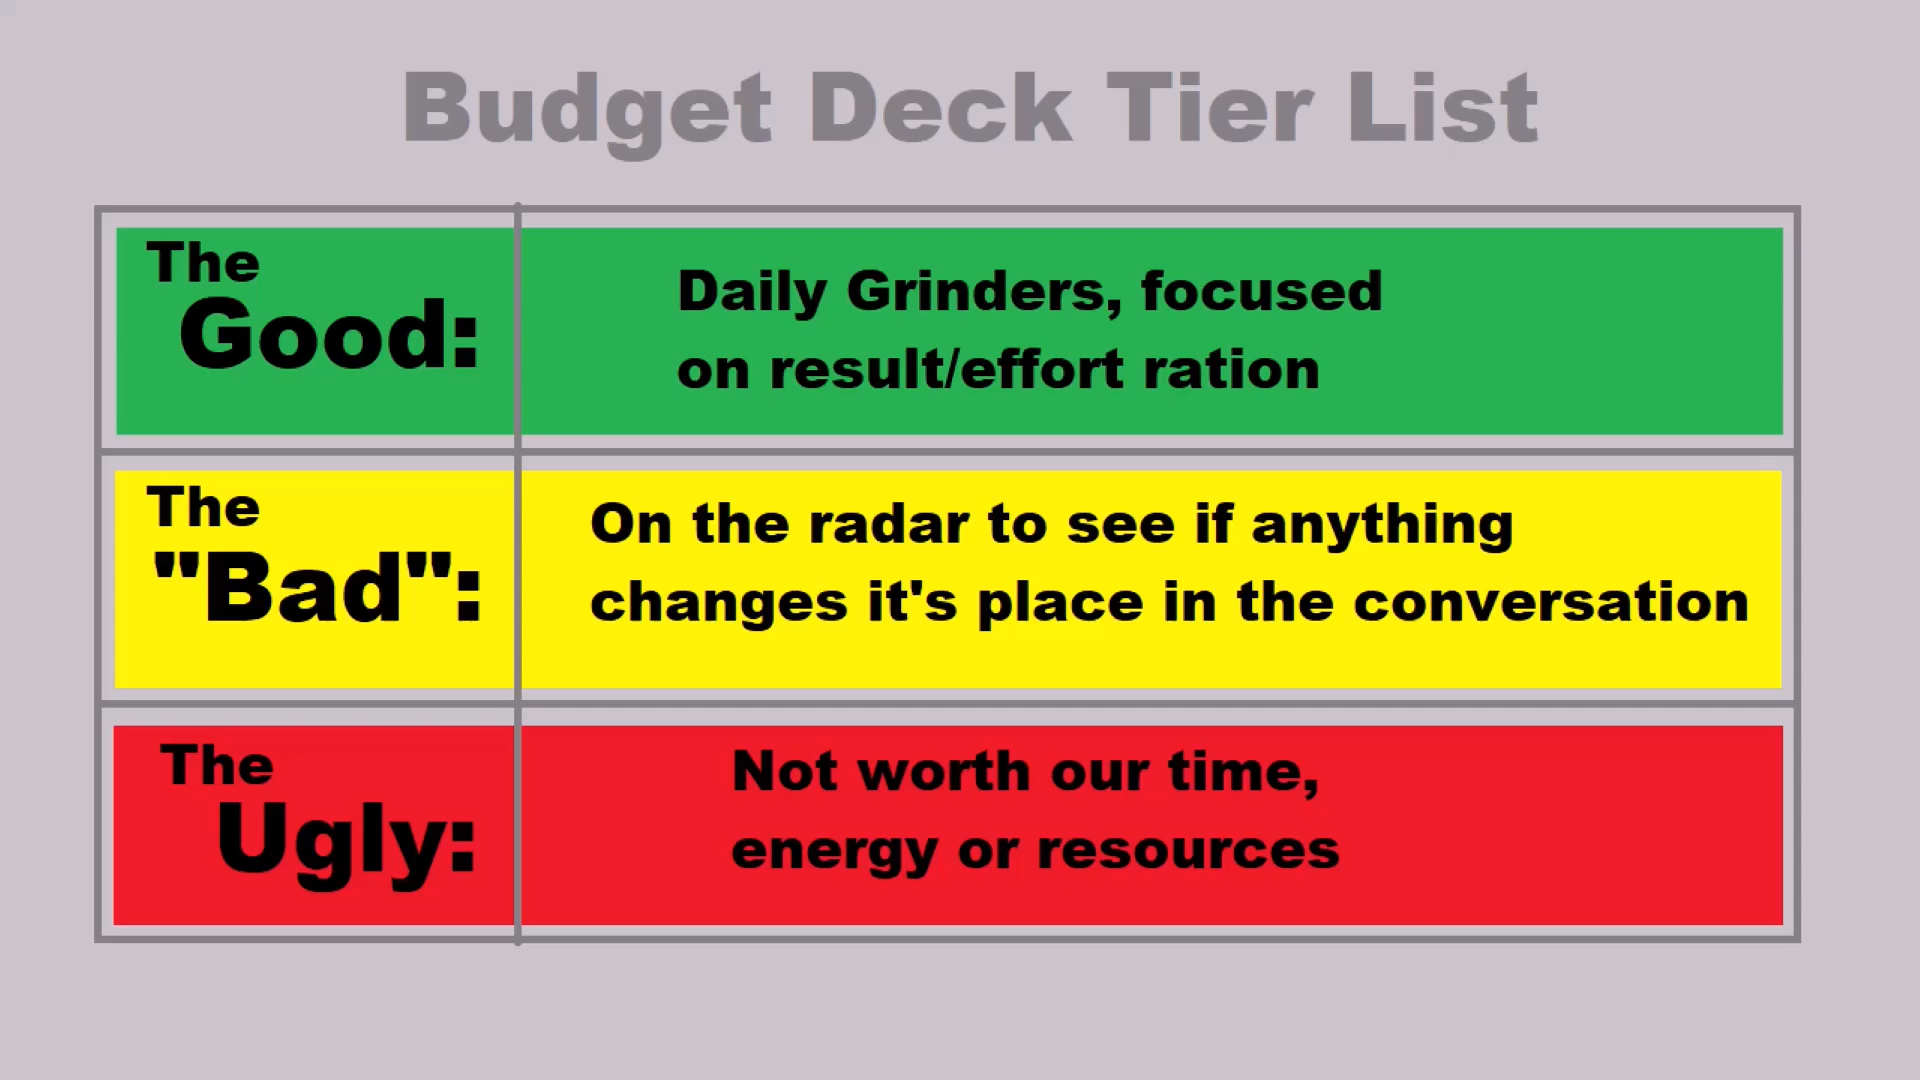 Budget Deck Tier List
The
Good:
Daily Grinders, focused
on result/effort ration
The
"Bad":
On the radar to see if anything
changes it's place in the conversation
The
Ugly:
Not worth our time,
energy or resources